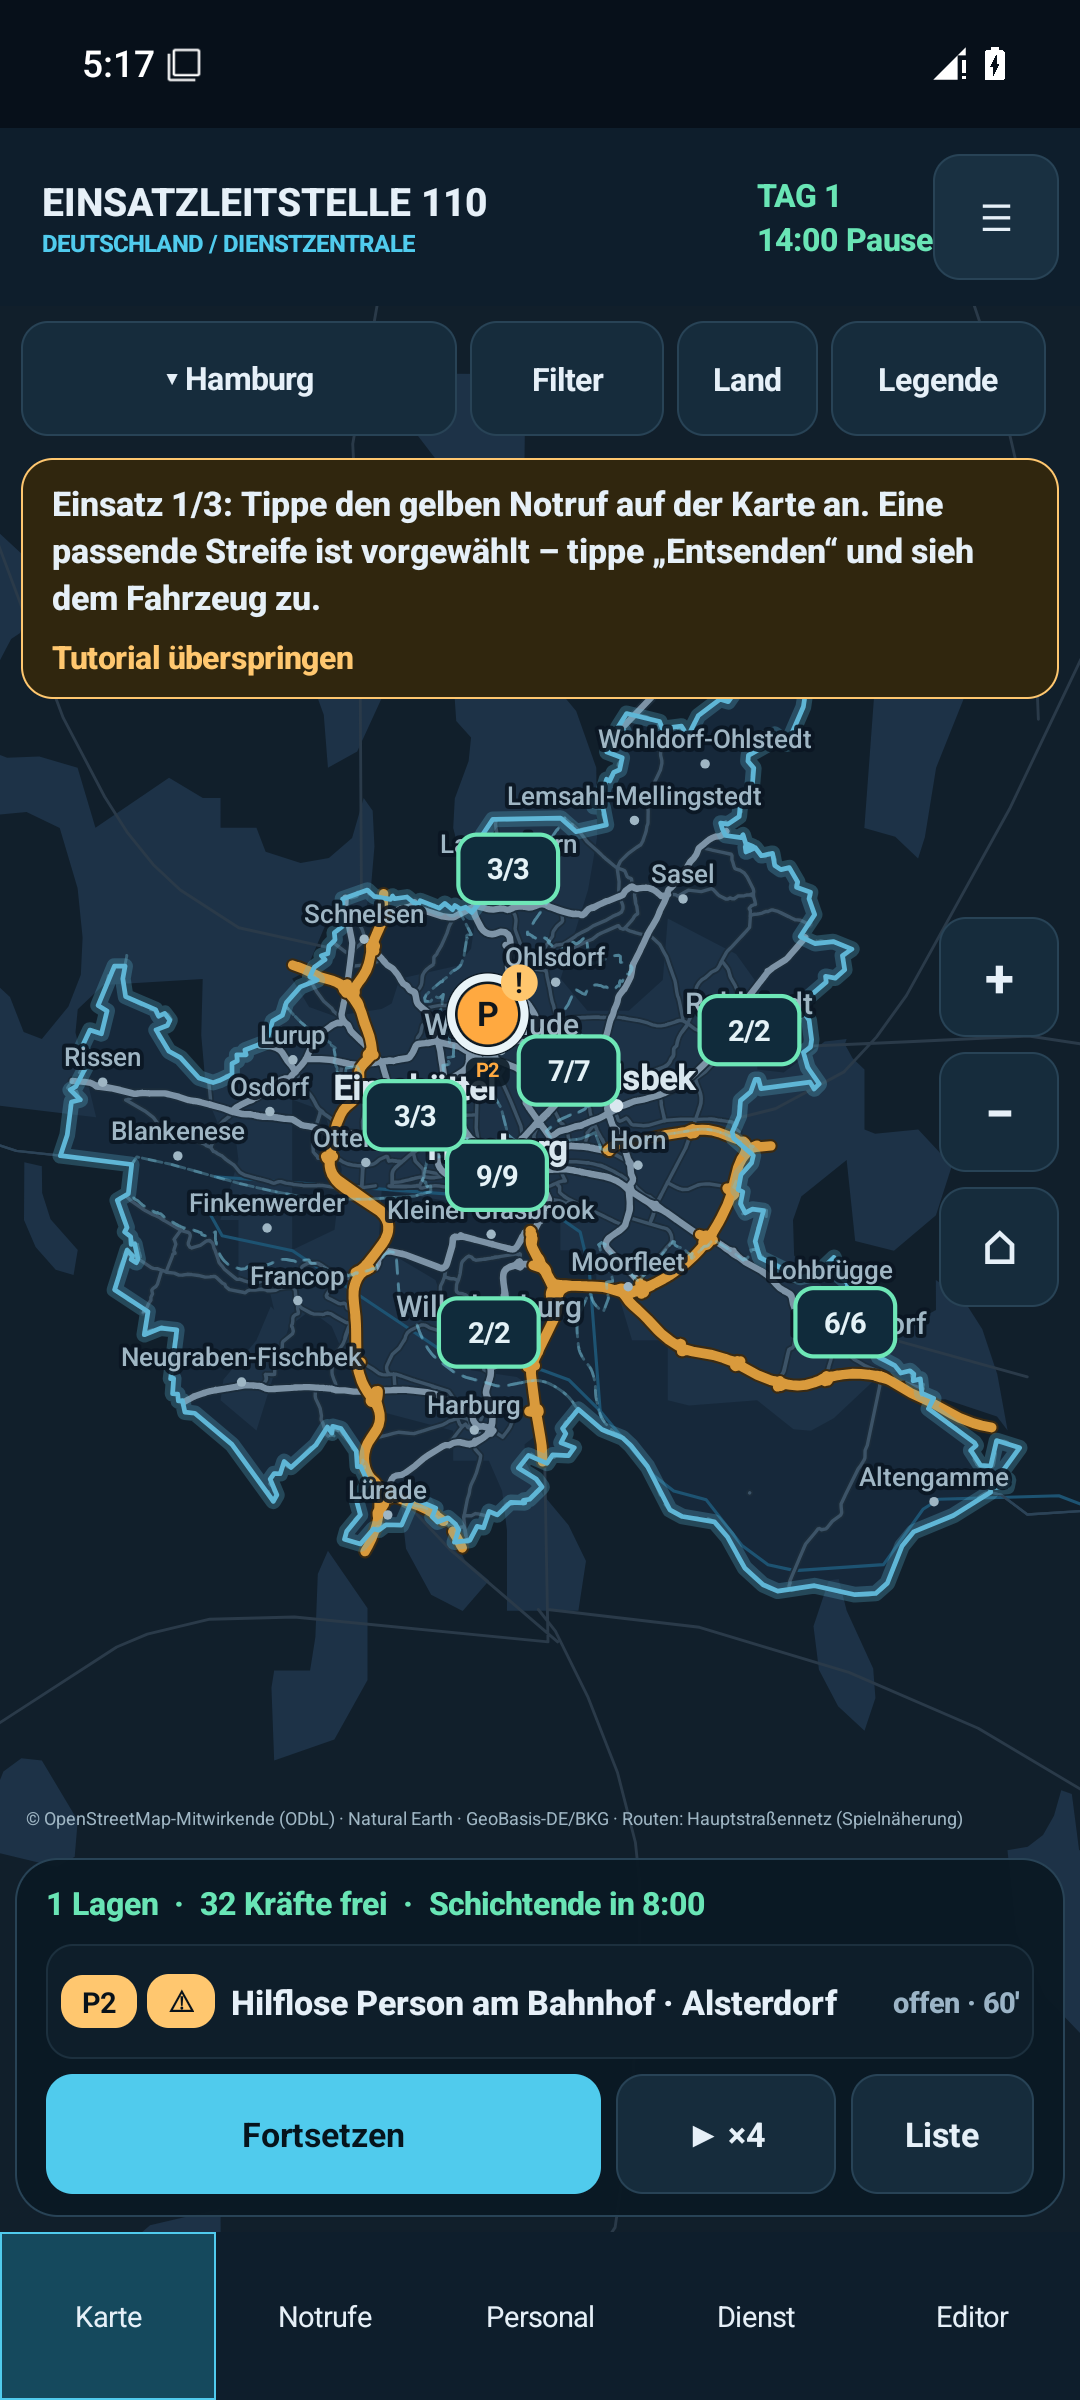 5:17
EINSATZLEITSTELLE 110
DEUTSCHLAND / DIENSTZENTRALE
TAG 1
14:00 Pause
☰
▼ Hamburg
Filter
Land
Legende
Einsatz 1/3: Tippe den gelben Notruf auf der Karte an. Eine
passende Streife ist vorgewählt – tippe „Entsenden“ und sieh
dem Fahrzeug zu.
Tutorial überspringen
Wohldorf-Ohlstedt
Lemsahl-Mellingstedt
3/3
Sasel
Schnelsen
Ohlsdorf
!
P
P2
2/2
Lurup
Rissen
7/7
Osdorf
3/3
Blankenese
Horn
9/9
Finkenwerder
Kleiner Grasbrook
Moorfleet
Francop
Lohbrügge
2/2
6/6
Neugraben-Fischbek
Harburg
Lürade
Altengamme
+
−
© OpenStreetMap-Mitwirkende (ODbL) · Natural Earth · GeoBasis-DE/BKG · Routen: Hauptstraßennetz (Spielnäherung)
1 Lagen · 32 Kräfte frei · Schichtende in 8:00
P2 ⚠ Hilflose Person am Bahnhof · Alsterdorf offen · 60'
Fortsetzen
▶ ×4
Liste
Karte
Notrufe
Personal
Dienst
Editor